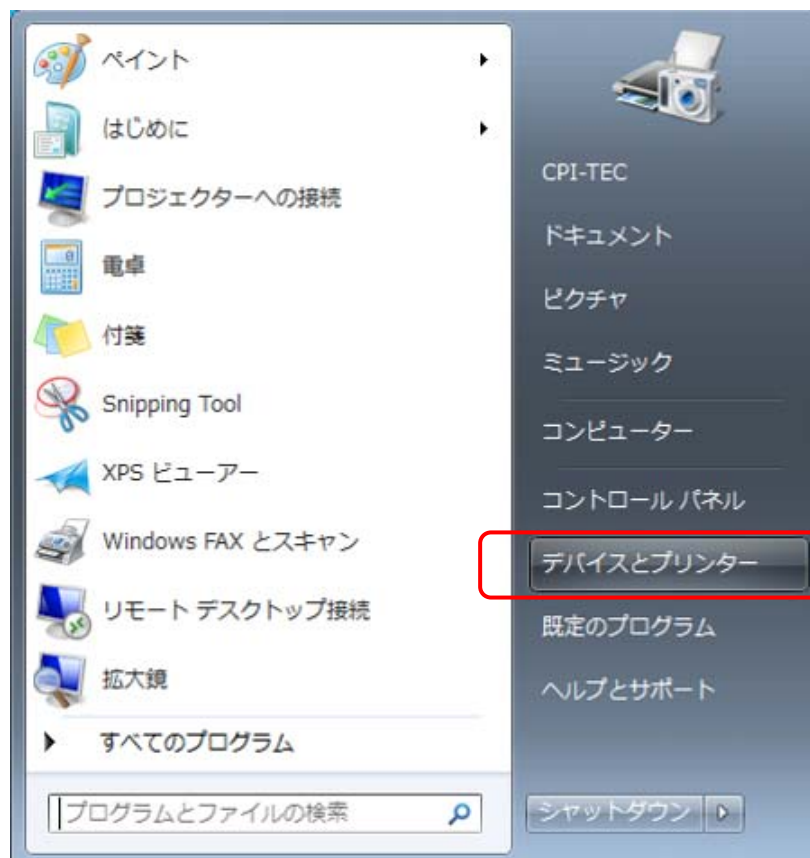 ペイント
はじめに
プロジェクターへの接続
電卓
付箋
Snipping Tool
XPS ビューアー
Windows FAX とスキャン
リモート デスクトップ接続
拡大鏡
すべてのプログラム
プログラムとファイルの検索
CPI-TEC
ドキュメント
ピクチャ
ミュージック
コンピューター
コントロール パネル
デバイスとプリンター
既定のプログラム
ヘルプとサポート
シャットダウン